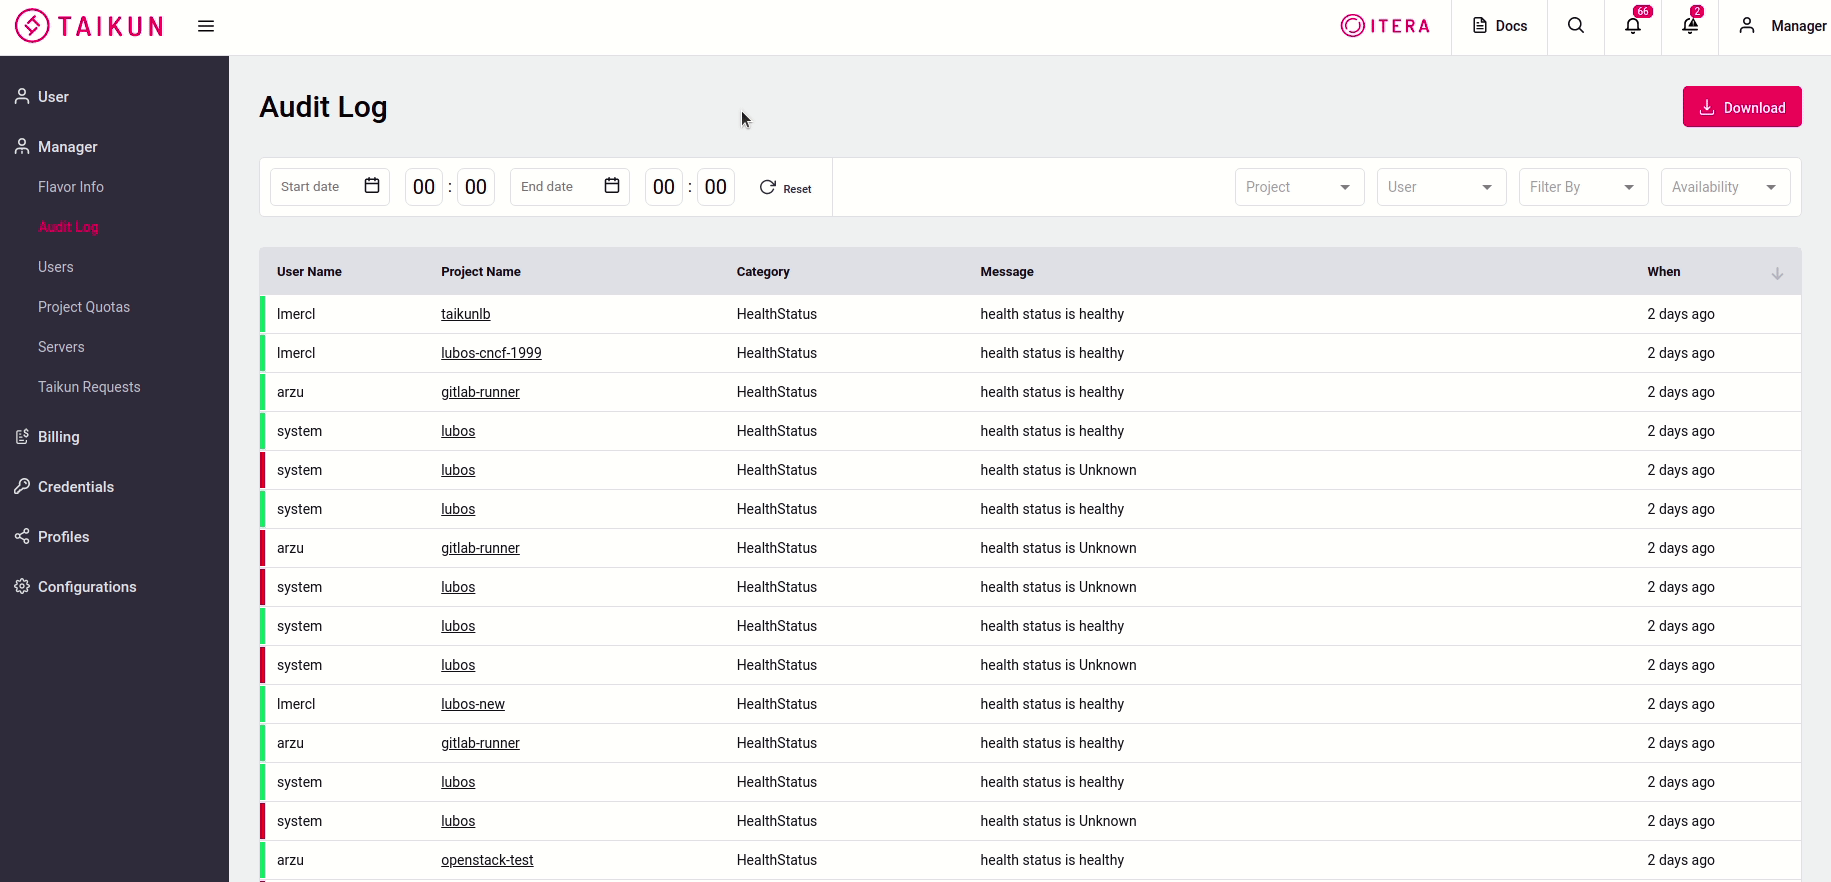 TAIKUN
ITERA
Docs
66
2
Manager
User
Manager
Flavor Info
Audit Log
Users
Project Quotas
Servers
Taikun Requests
Billing
Credentials
Profiles
Configurations
Audit Log
Download
Start date 00 : 00 End date 00 : 00 Reset Project User Filter By Availability
User Name Project Name Category Message When
lmercl taikunlb HealthStatus health status is healthy 2 days ago
lmercl lubos-cncf-1999 HealthStatus health status is healthy 2 days ago
arzu gitlab-runner HealthStatus health status is healthy 2 days ago
system lubos HealthStatus health status is healthy 2 days ago
system lubos HealthStatus health status is Unknown 2 days ago
system lubos HealthStatus health status is healthy 2 days ago
arzu gitlab-runner HealthStatus health status is Unknown 2 days ago
system lubos HealthStatus health status is Unknown 2 days ago
system lubos HealthStatus health status is healthy 2 days ago
system lubos HealthStatus health status is Unknown 2 days ago
lmercl lubos-new HealthStatus health status is healthy 2 days ago
arzu gitlab-runner HealthStatus health status is healthy 2 days ago
system lubos HealthStatus health status is healthy 2 days ago
system lubos HealthStatus health status is Unknown 2 days ago
arzu openstack-test HealthStatus health status is healthy 2 days ago